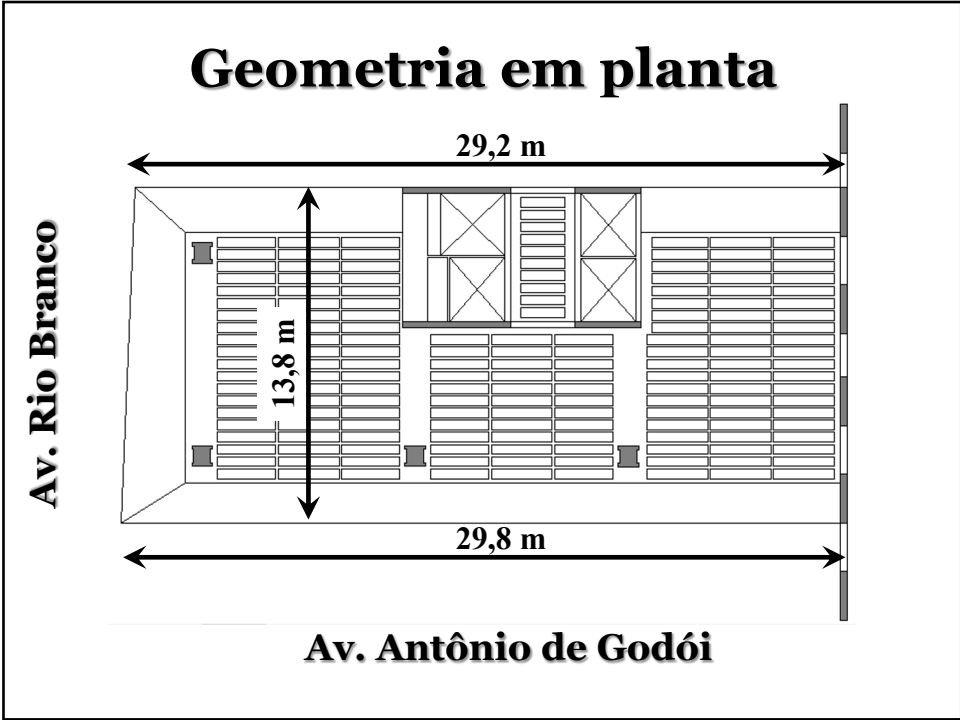 Geometria em planta
29,2 m
Av. Rio Branco
13,8 m
29,8 m
Av. Antônio de Godói